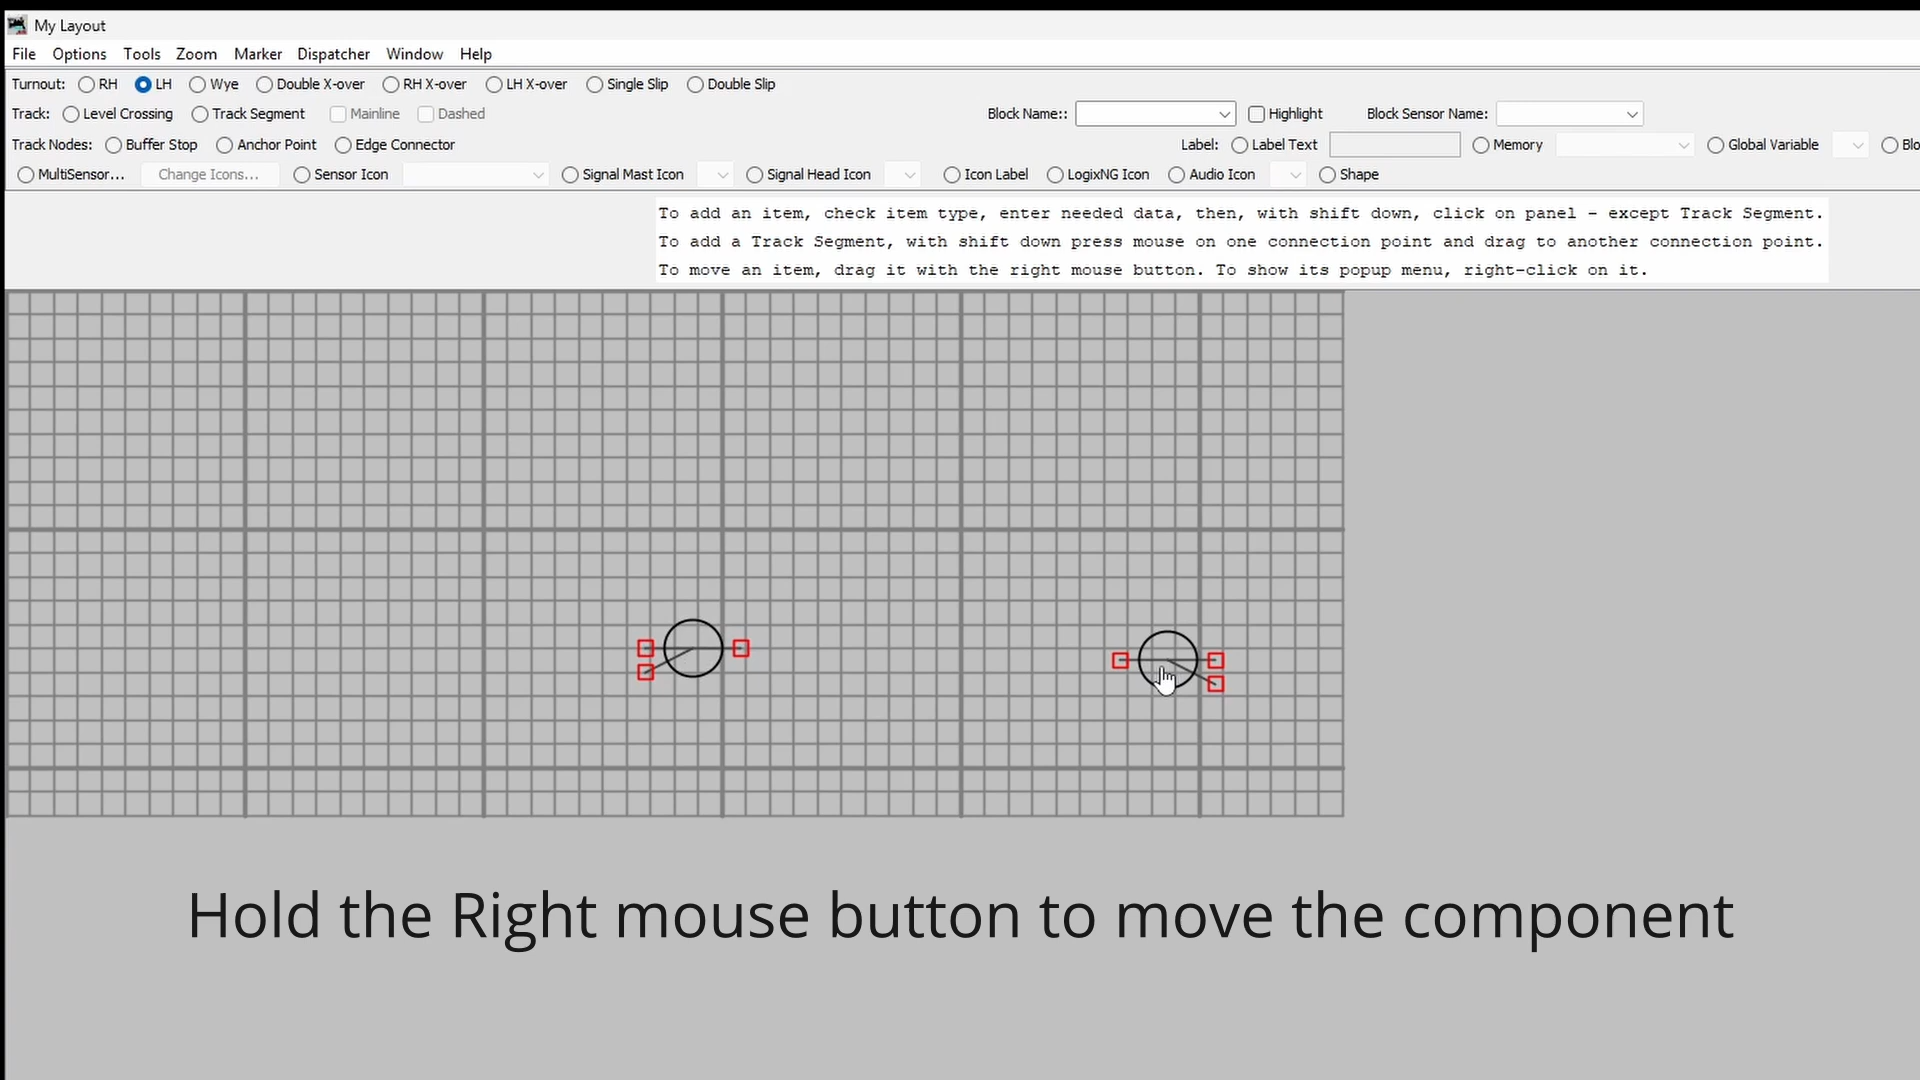 My Layout
File Options Tools Zoom Marker Dispatcher Window Help
Turnout: RH LH Wye Double X-over RH X-over LH X-over Single Slip Double Slip
Track: Level Crossing Track Segment Mainline Dashed Block Name:: Highlight Block Sensor Name:
Track Nodes: Buffer Stop Anchor Point Edge Connector Label: Label Text Memory Global Variable Blo
MultiSensor... Change Icons... Sensor Icon Signal Mast Icon Signal Head Icon Icon Label LogixNG Icon Audio Icon Shape
To add an item, check item type, enter needed data, then, with shift down, click on panel - except Track Segment.
To add a Track Segment, with shift down press mouse on one connection point and drag to another connection point.
To move an item, drag it with the right mouse button. To show its popup menu, right-click on it.
Hold the Right mouse button to move the component